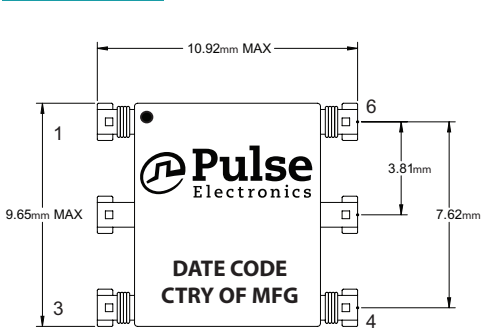 10.92mm MAX
6
1
3.81mm
Pulse
Electronics
9.65mm MAX
7.62mm
DATE CODE
CTRY OF MFG
3
4